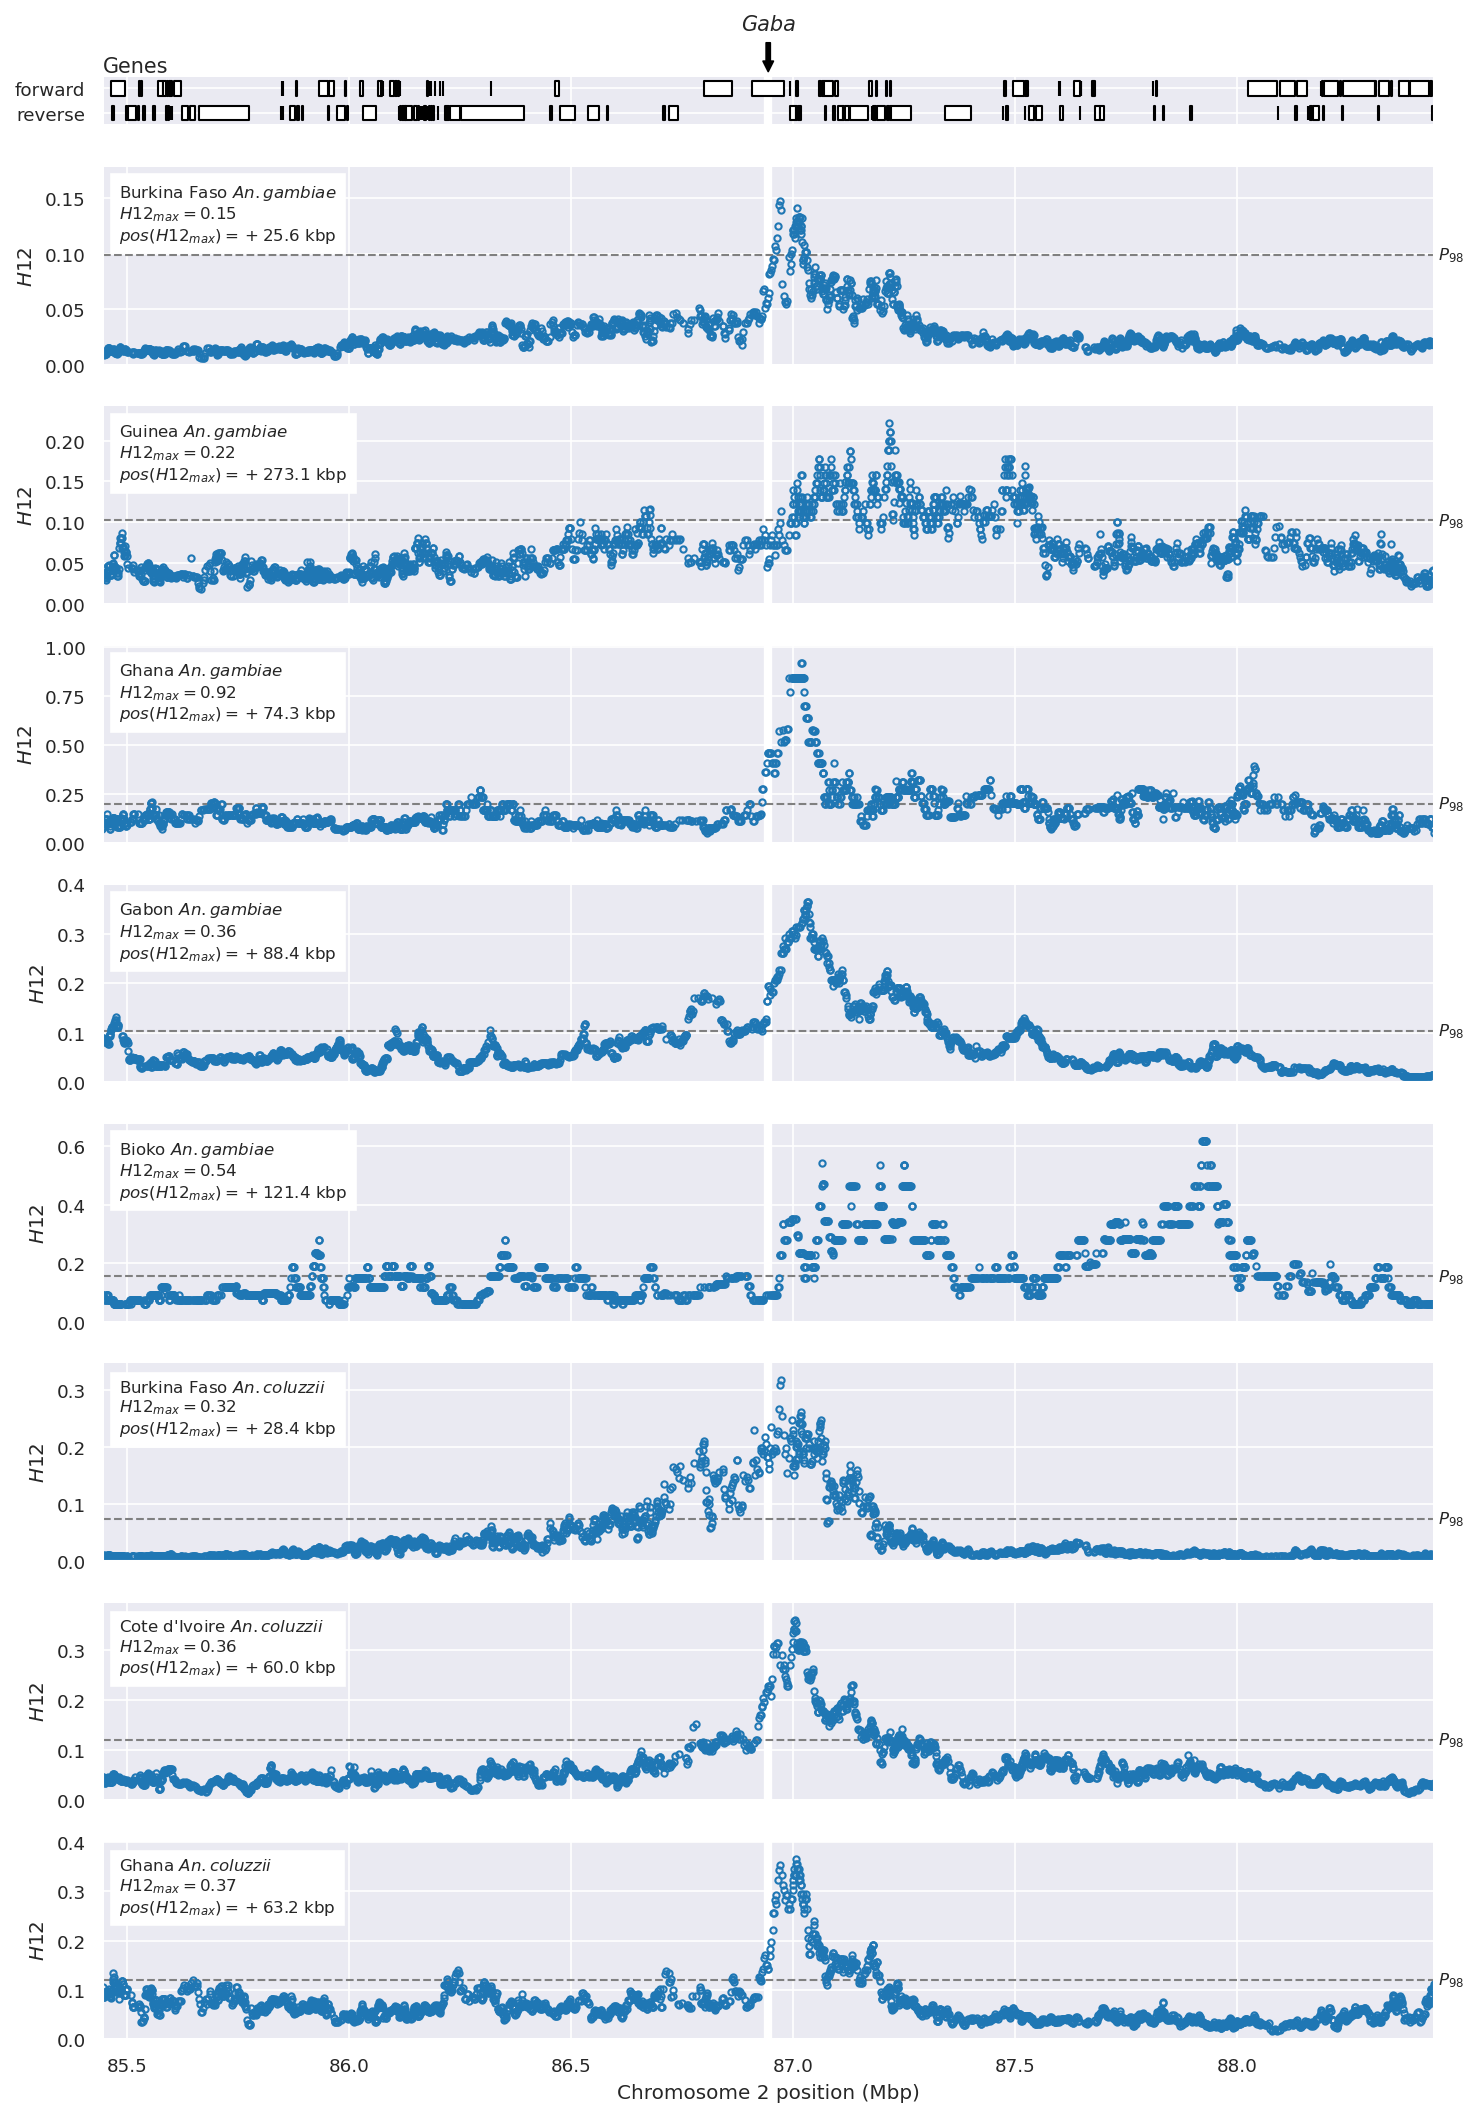 Gaba
Genes
forward
reverse
Burkina Faso An. gambiae
H12max = 0.15
pos(H12max) = + 25.6 kbp
0.15
0.10
0.05
0.00
H12
P98
Guinea An. gambiae
H12max = 0.22
pos(H12max) = + 273.1 kbp
0.20
0.15
0.10
0.05
0.00
H12
P98
Ghana An. gambiae
H12max = 0.92
pos(H12max) = + 74.3 kbp
1.00
0.75
0.50
0.25
0.00
H12
P98
Gabon An. gambiae
H12max = 0.36
pos(H12max) = + 88.4 kbp
0.4
0.3
0.2
0.1
0.0
H12
P98
Bioko An. gambiae
H12max = 0.54
pos(H12max) = + 121.4 kbp
0.6
0.4
0.2
0.0
H12
P98
Burkina Faso An. coluzzii
H12max = 0.32
pos(H12max) = + 28.4 kbp
0.3
0.2
0.1
0.0
H12
P98
Cote d'Ivoire An. coluzzii
H12max = 0.36
pos(H12max) = + 60.0 kbp
0.3
0.2
0.1
0.0
H12
P98
Ghana An. coluzzii
H12max = 0.37
pos(H12max) = + 63.2 kbp
0.4
0.3
0.2
0.1
0.0
H12
P98
85.5 86.0 86.5 87.0 87.5 88.0
Chromosome 2 position (Mbp)